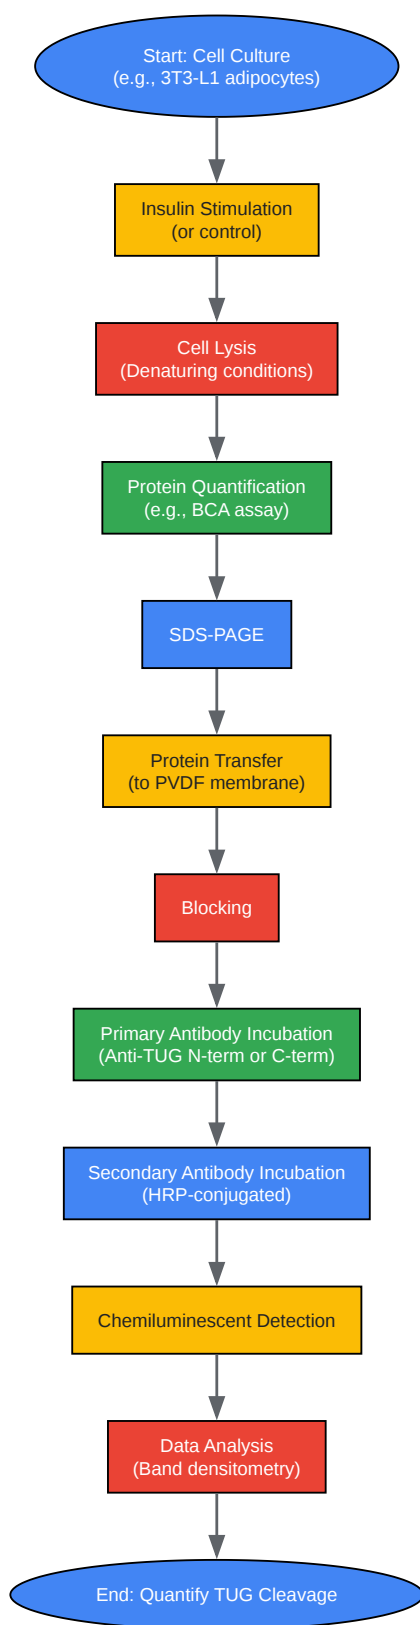 Start: Cell Culture
(e.g., 3T3-L1 adipocytes)
Insulin Stimulation
(or control)
Cell Lysis
(Denaturing conditions)
Protein Quantification
(e.g., BCA assay)
SDS-PAGE
Protein Transfer
(to PVDF membrane)
Blocking
Primary Antibody Incubation
(Anti-TUG N-term or C-term)
Secondary Antibody Incubation
(HRP-conjugated)
Chemiluminescent Detection
Data Analysis
(Band densitometry)
End: Quantify TUG Cleavage